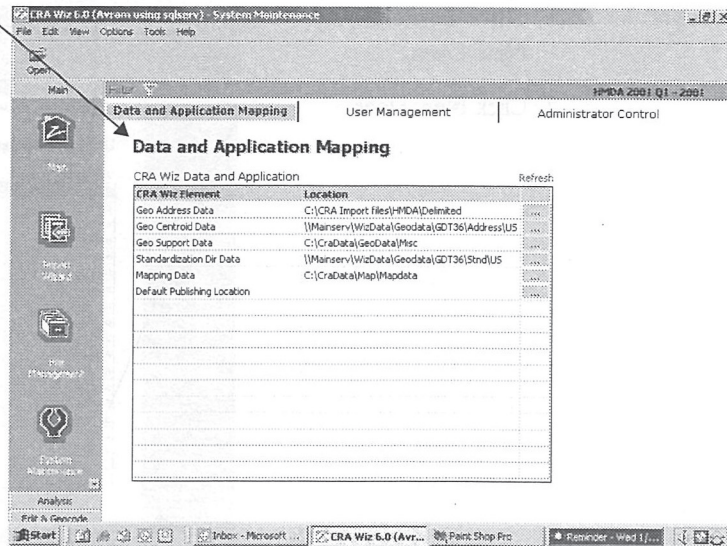 CRA Wiz 6.0 (Avram using sqlserv) - System Maintenance
File Edit View Options Tools Help
Open
Main
HMDA 2001 Q1 - 2001
Data and Application Mapping
User Management
Administrator Control
Data and Application Mapping
CRA Wiz Data and Application
Refresh
CRA Wiz Element Location
Geo Address Data C:\CRA Import files\HMDA\Delimited ...
Geo Centroid Data \\Mainserv\WizData\Geodata\GDT36\Address\US ...
Geo Support Data C:\CraData\GeoData\Misc ...
Standardization Dir Data \\Mainserv\WizData\Geodata\GDT36\Stnd\US ...
Mapping Data C:\CraData\Map\Mapdata ...
Default Publishing Location ...
Management
System
Maintenance
Analysis
Edit & Geocode
Start Inbox - Microsoft ... CRA Wiz 6.0 (Avr... Paint Shop Pro Reminder - Wed 1/...